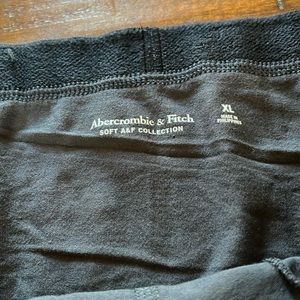 Abercrombie & Fitch
SOFT A&F COLLECTION
XL
MADE IN
PHILIPPINES